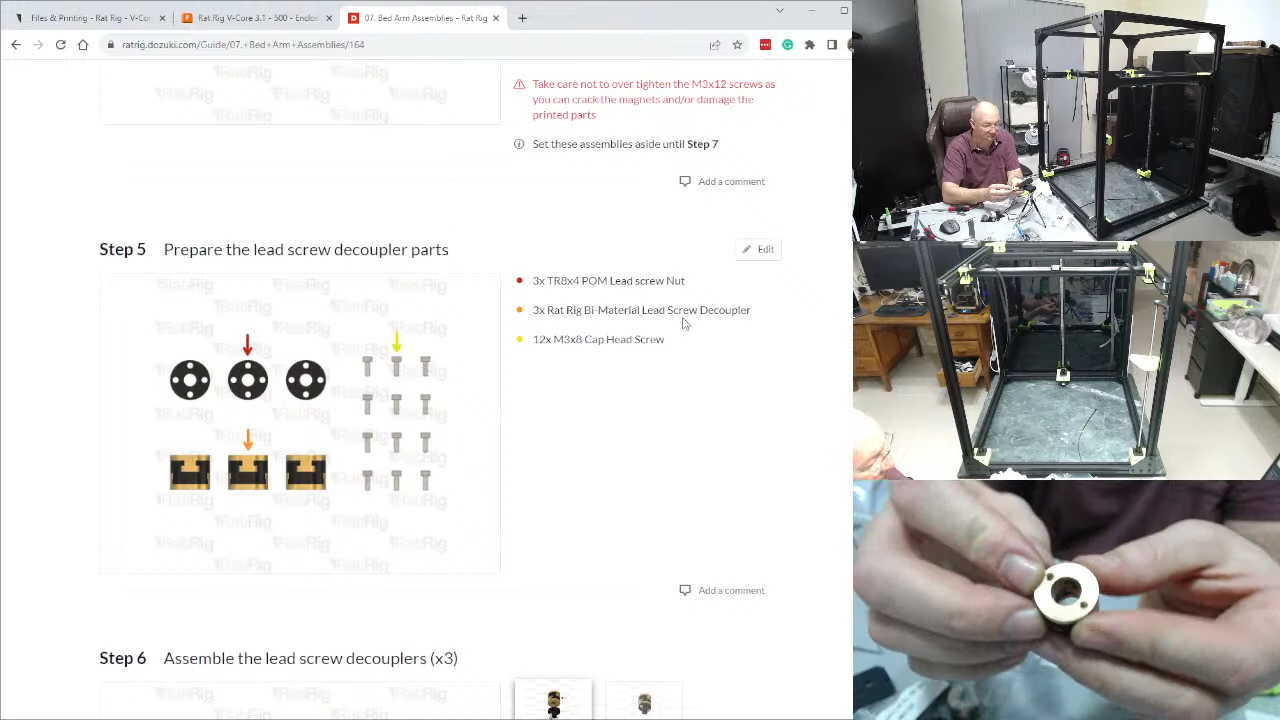 Files & Printing - Rat Rig - V-Cor
Rat Rig V-Core 3.1 - 500 - Endes
07. Bed Arm Assemblies - Rat Rig
ratrig.dozuki.com/Guide/07.+Bed+Arm+Assemblies/164
Take care not to over tighten the M3x12 screws as
you can crack the magnets and/or damage the
printed parts
Set these assemblies aside until Step 7
Add a comment
Step 5 Prepare the lead screw decoupler parts
Edit
3x TR8x4 POM Lead screw Nut
3x Rat Rig Bi-Material Lead Screw Decoupler
12x M3x8 Cap Head Screw
Add a comment
Step 6 Assemble the lead screw decouplers (x3)